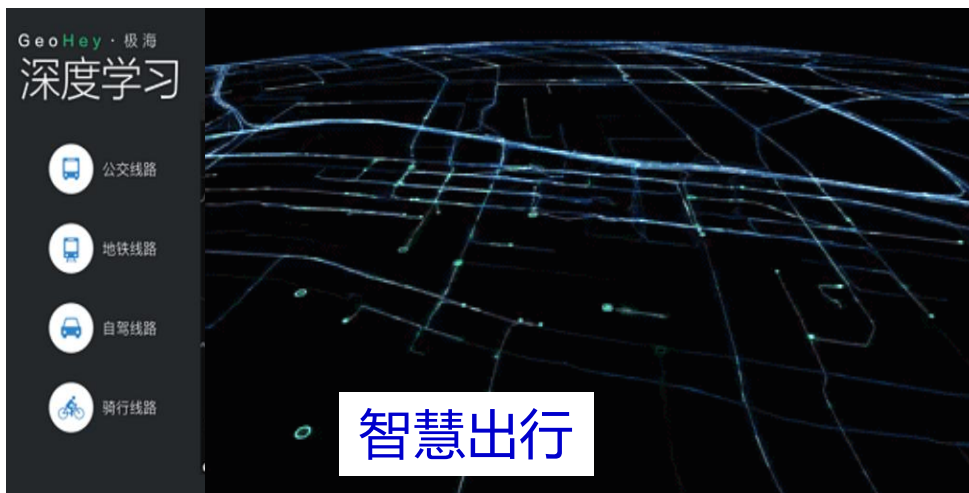 GeoHey · 极海
深度学习
公交线路
地铁线路
自驾线路
骑行线路
智慧出行